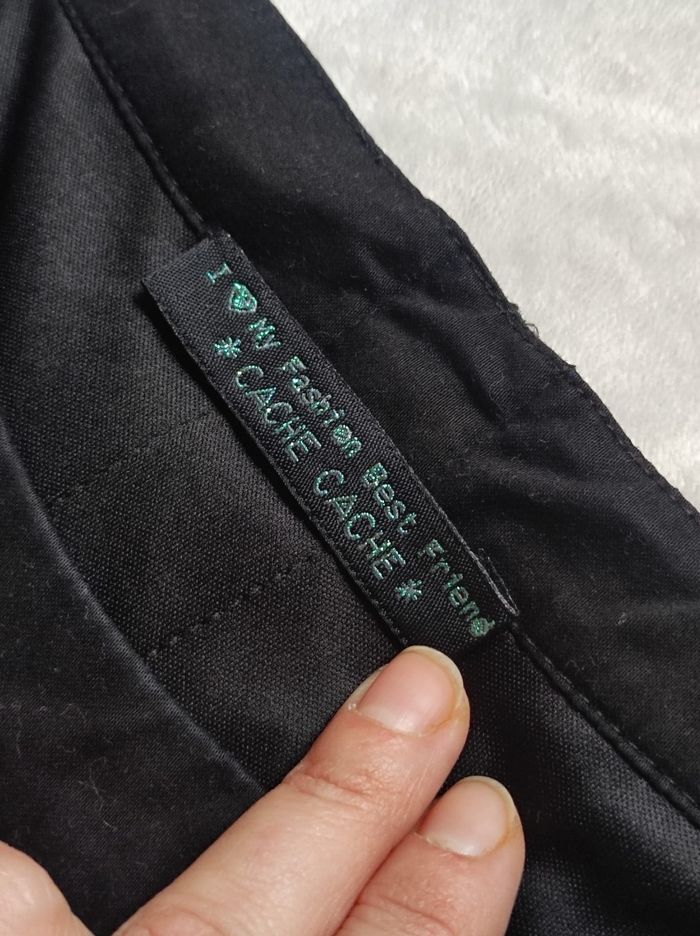 I ♥ My Fashion Best Friend
* CACHE CACHE *